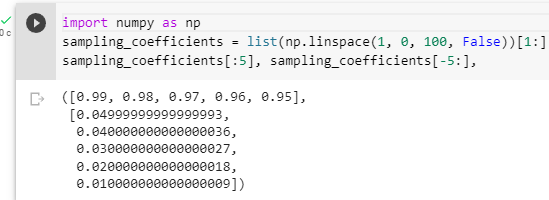 import numpy as np
sampling_coefficients = list(np.linspace(1, 0, 100, False))[1:]
sampling_coefficients[:5], sampling_coefficients[-5:],
0 c
([0.99, 0.98, 0.97, 0.96, 0.95],
[0.04999999999999993,
0.040000000000000036,
0.030000000000000027,
0.020000000000000018,
0.010000000000000009])